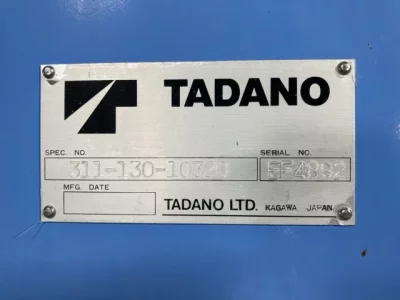 TADANO
SPEC. NO. SERIAL NO.
MFG. DATE
TADANO LTD. KAGAWA JAPAN